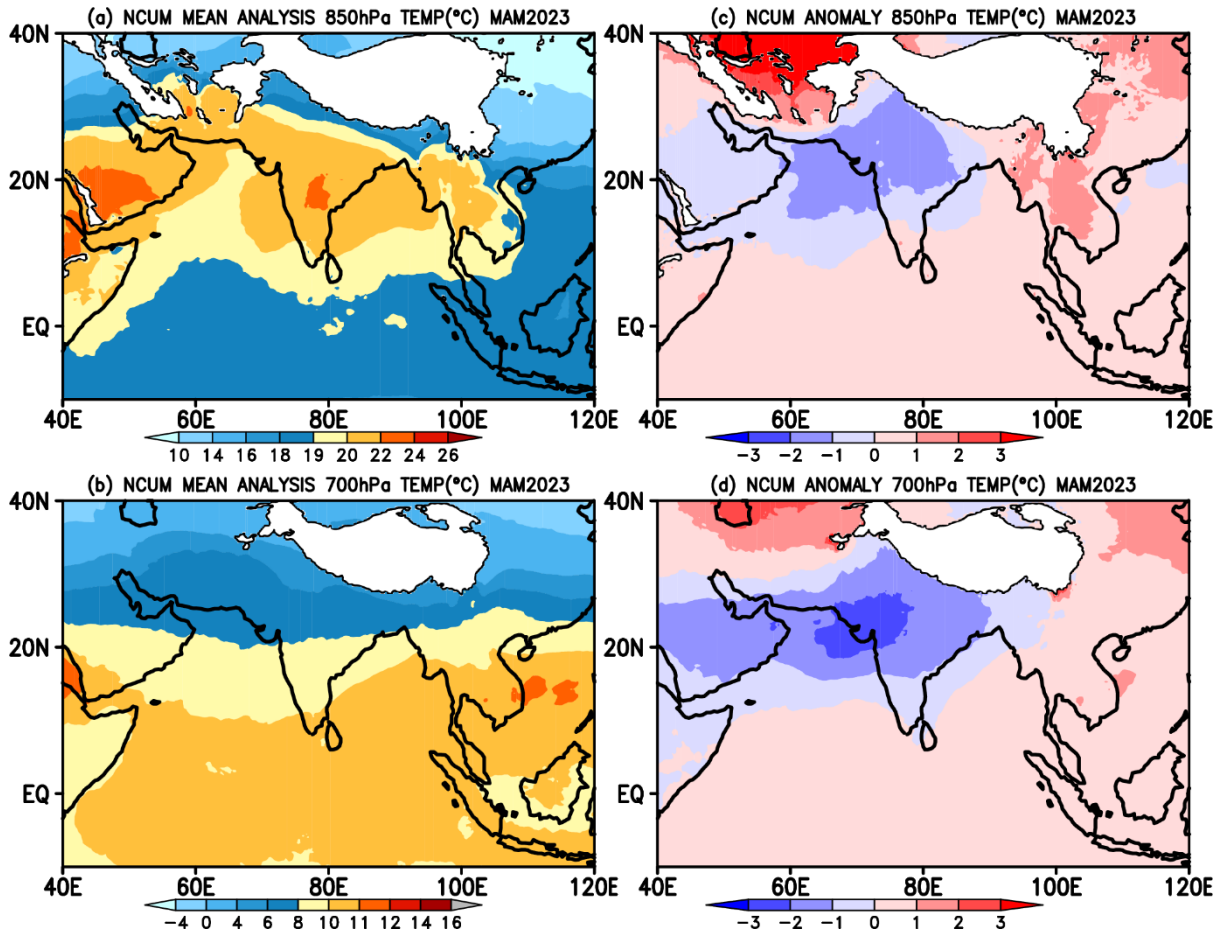 (a) NCUM MEAN ANALYSIS 850hPa TEMP(°C) MAM2023
40N
20N
EQ
40E 60E 80E 100E 120E
10 14 16 18 19 20 22 24 26
(c) NCUM ANOMALY 850hPa TEMP(°C) MAM2023
40N
20N
EQ
40E 60E 80E 100E 120E
-3 -2 -1 0 1 2 3
(b) NCUM MEAN ANALYSIS 700hPa TEMP(°C) MAM2023
40N
20N
EQ
40E 60E 80E 100E 120E
-4 0 4 6 8 10 11 12 14 16
(d) NCUM ANOMALY 700hPa TEMP(°C) MAM2023
40N
20N
EQ
40E 60E 80E 100E 120E
-3 -2 -1 0 1 2 3